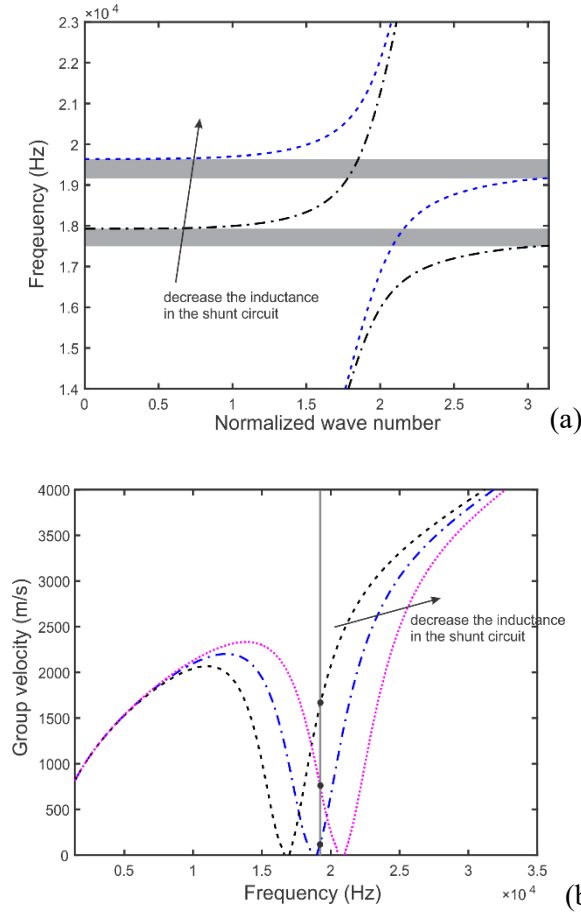 ×10⁴
2.3
2.2
2.1
2
1.9
1.8
1.7
1.6
1.5
1.4
Freqeuency (Hz)
decrease the inductance
in the shunt circuit
0 0.5 1 1.5 2 2.5 3
Normalized wave number
(a)
4000
3500
3000
2500
2000
1500
1000
500
0
Group velocity (m/s)
decrease the inductance
in the shunt circuit
0.5 1 1.5 2 2.5 3 3.5
Frequency (Hz)
×10⁴
(b